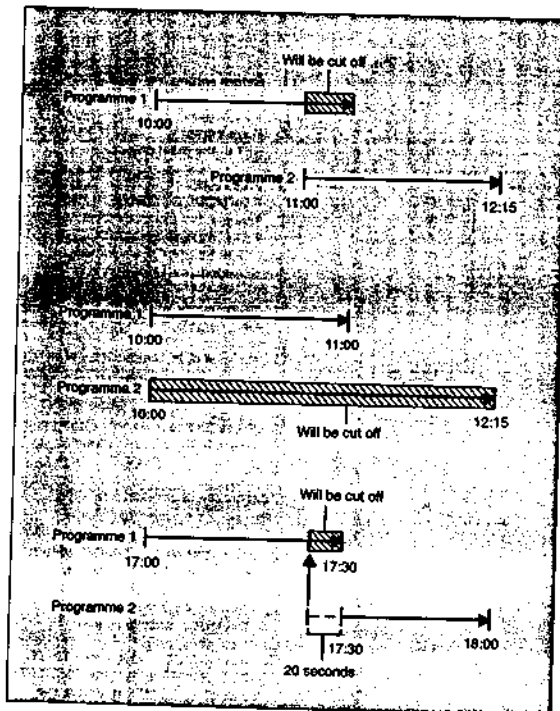 Will be cut off
Programme 1
10:00
Programme 2
11:00
12:15
Programme 1
10:00
11:00
Programme 2
10:00
12:15
Will be cut off
Will be cut off
Programme 1
17:00
17:30
Programme 2
17:30
18:00
20 seconds